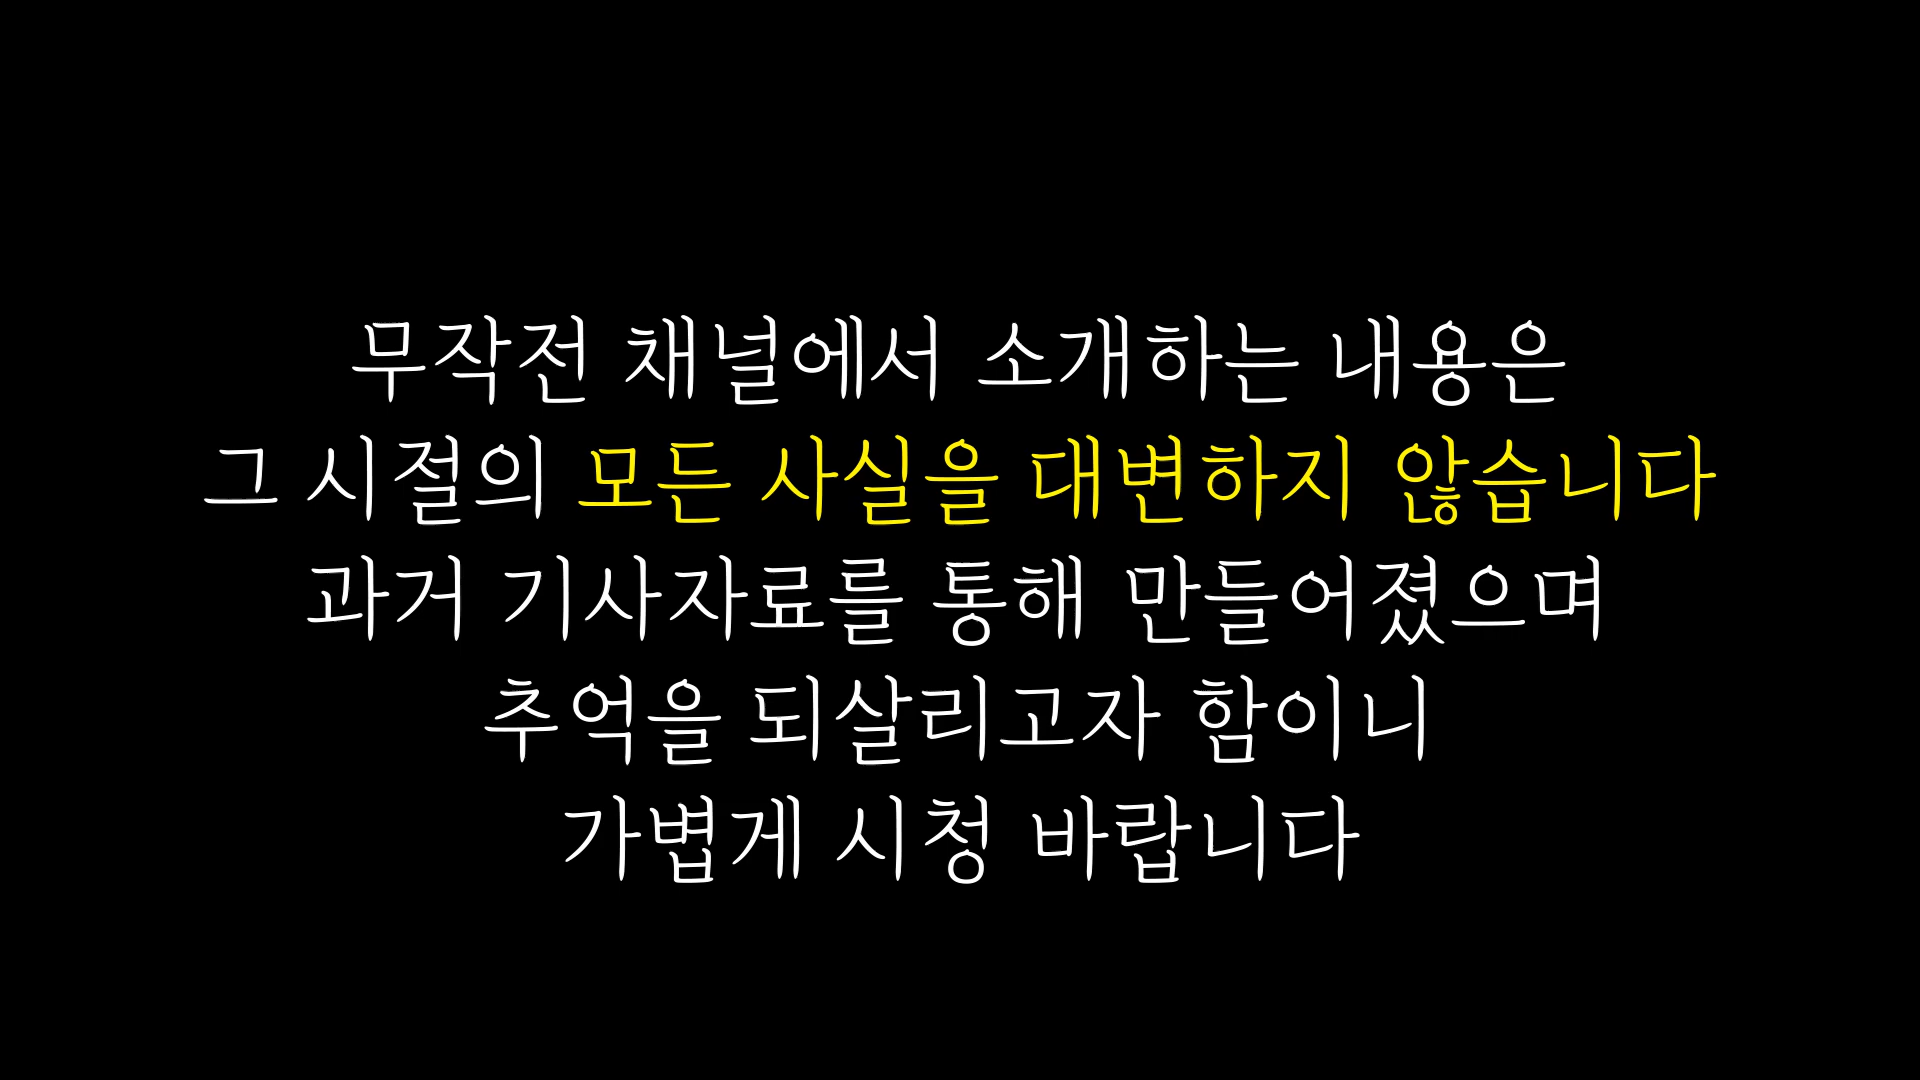 무작전 채널에서 소개하는 내용은
그 시절의 모든 사실을 대변하지 않습니다
과거 기사자료를 통해 만들어졌으며
추억을 되살리고자 함이니
가볍게 시청 바랍니다